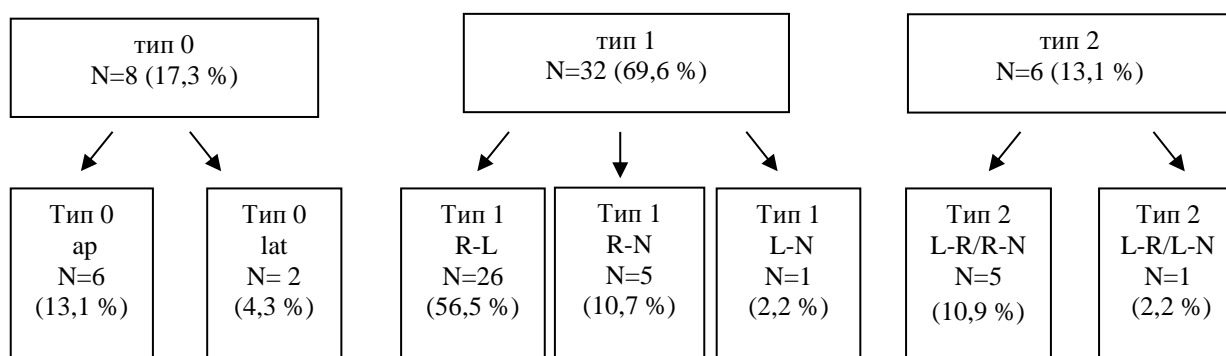 тип 0
N=8 (17,3 %)
тип 1
N=32 (69,6 %)
тип 2
N=6 (13,1 %)
Тип 0
ap
N=6
(13,1 %)
Тип 0
lat
N= 2
(4,3 %)
Тип 1
R-L
N=26
(56,5 %)
Тип 1
R-N
N=5
(10,7 %)
Тип 1
L-N
N=1
(2,2 %)
Тип 2
L-R/R-N
N=5
(10,9 %)
Тип 2
L-R/L-N
N=1
(2,2 %)